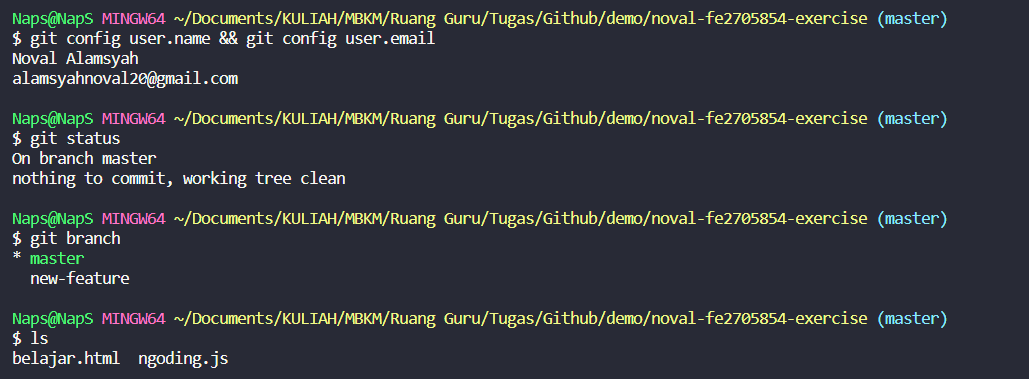 Naps@NapS MINGW64 ~/Documents/KULIAH/MBKM/Ruang Guru/Tugas/Github/demo/noval-fe2705854-exercise (master)
$ git config user.name && git config user.email
Noval Alamsyah
alamsyahnoval20@gmail.com
Naps@NapS MINGW64 ~/Documents/KULIAH/MBKM/Ruang Guru/Tugas/Github/demo/noval-fe2705854-exercise (master)
$ git status
On branch master
nothing to commit, working tree clean
Naps@NapS MINGW64 ~/Documents/KULIAH/MBKM/Ruang Guru/Tugas/Github/demo/noval-fe2705854-exercise (master)
$ git branch
* master
  new-feature
Naps@NapS MINGW64 ~/Documents/KULIAH/MBKM/Ruang Guru/Tugas/Github/demo/noval-fe2705854-exercise (master)
$ ls
belajar.html  ngoding.js